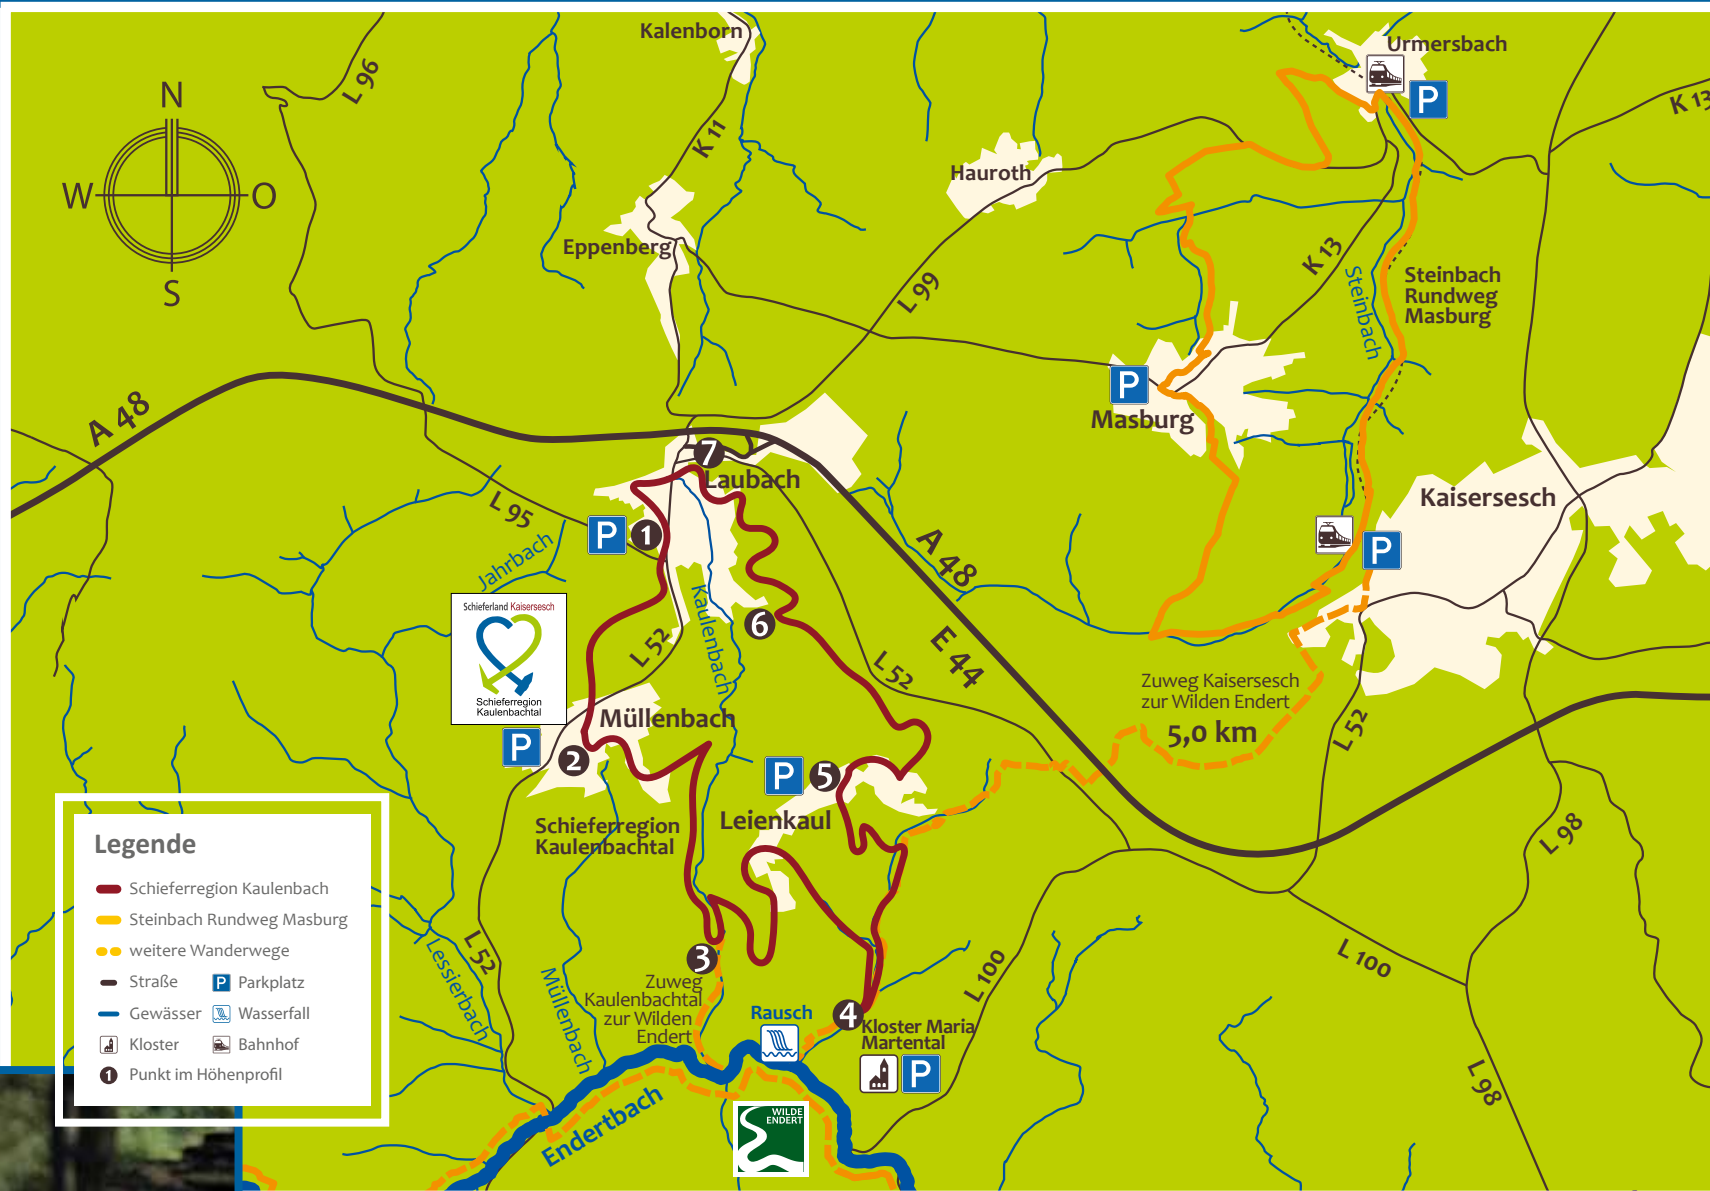 Kalenborn
Urmersbach
P
L 96
N
W
O
S
K 11
K 13
Hauroth
Eppenberg
L 99
K 13
Steinbach
Steinbach
Rundweg
Masburg
P
Masburg
A 48
7
Laubach
Kaisersesch
L 95
P
1
Jahrbach
A 48
P
Schieferland Kaisersesch
Schieferregion
Kaulenbachtal
Kaulenbach
6
L 52
E 44
L 52
Zuweg Kaisersesch
zur Wilden Endert
5,0 km
L 52
Müllenbach
P
2
P
5
Leienkaul
Schieferregion
Kaulenbachtal
L 98
Legende
Schieferregion Kaulenbach
Steinbach Rundweg Masburg
weitere Wanderwege
Straße
P Parkplatz
Gewässer
Wasserfall
Kloster
Bahnhof
1 Punkt im Höhenprofil
L 52
Lessierbach
Müllenbach
3
Zuweg
Kaulenbachtal
zur Wilden
Endert
Rausch
4
Kloster Maria
Martental
P
L 100
L 100
L 98
Endertbach
WILDE
ENDERT